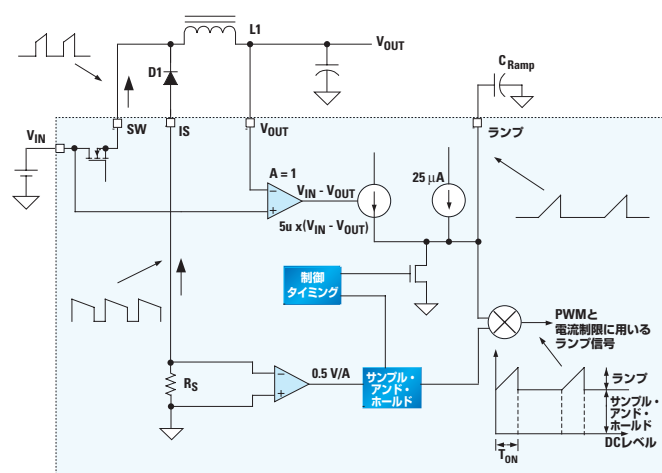 L1
VOUT
D1
CRamp
VIN
SW
IS
VOUT
ランプ
A = 1
VIN - VOUT
25 μA
5u x(VIN - VOUT)
制御
タイミング
PWMと
電流制限に用いる
ランプ信号
RS
0.5 V/A
サンプル・
アンド・
ホールド
ランプ
サンプル・
アンド・
ホールド
DCレベル
TON